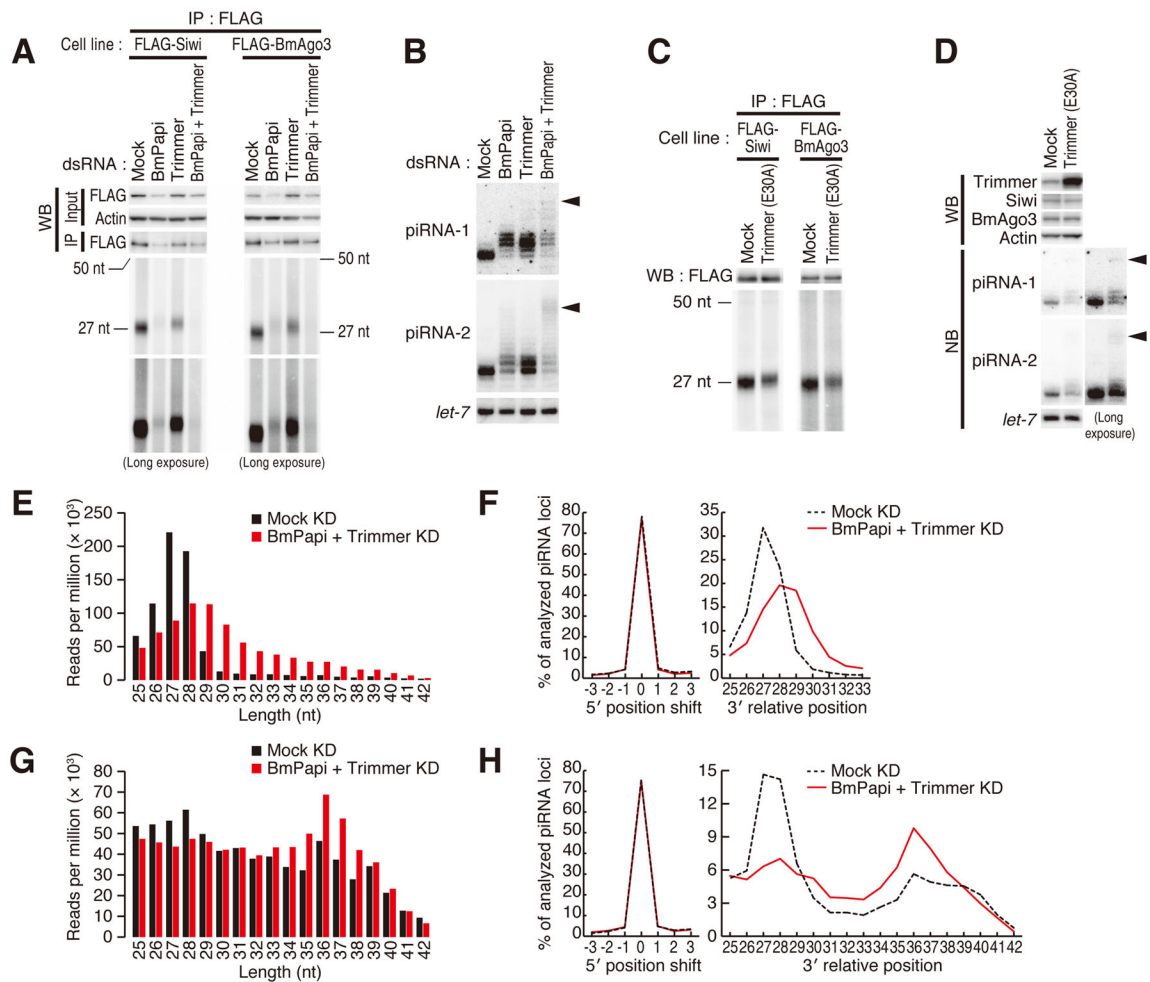 A
IP : FLAG
Cell line : FLAG-Siwi FLAG-BmAgo3
dsRNA : Mock BmPapi Trimmer BmPapi + Trimmer Mock BmPapi Trimmer BmPapi + Trimmer
WB
Input
FLAG
Actin
IP FLAG
50 nt 50 nt
27 nt 27 nt
(Long exposure) (Long exposure)
B
dsRNA : Mock BmPapi Trimmer BmPapi + Trimmer
piRNA-1
piRNA-2
let-7
C
IP : FLAG
Cell line : FLAG-Siwi FLAG-BmAgo3
Mock Trimmer (E30A) Mock Trimmer (E30A)
WB : FLAG
50 nt
27 nt
D
Mock Trimmer (E30A)
WB
Trimmer
Siwi
BmAgo3
Actin
NB
piRNA-1
piRNA-2
let-7
(Long exposure)
E
Reads per million (× 10³)
250
200
150
100
50
0
Mock KD
BmPapi + Trimmer KD
25 26 27 28 29 30 31 32 33 34 35 36 37 38 39 40 41 42
Length (nt)
F
% of analyzed piRNA loci
80
70
60
50
40
30
20
10
0
-3 -2 -1 0 1 2 3
5′ position shift
35
30
25
20
15
10
5
0
25 26 27 28 29 30 31 32 33
3′ relative position
Mock KD
BmPapi + Trimmer KD
G
Reads per million (× 10³)
80
70
60
50
40
30
20
10
0
Mock KD
BmPapi + Trimmer KD
25 26 27 28 29 30 31 32 33 34 35 36 37 38 39 40 41 42
Length (nt)
H
% of analyzed piRNA loci
80
70
60
50
40
30
20
10
0
-3 -2 -1 0 1 2 3
5′ position shift
15
12
9
6
3
0
25 26 27 28 29 30 31 32 33 34 35 36 37 38 39 40 41 42
3′ relative position
Mock KD
BmPapi + Trimmer KD